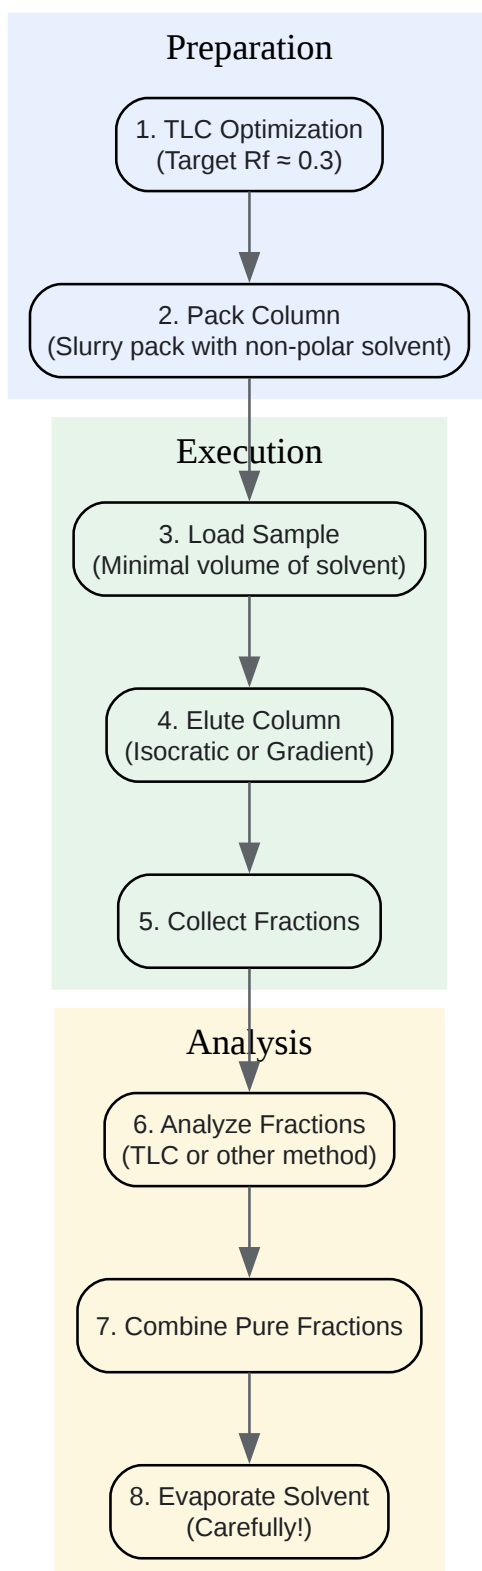 Preparation
1. TLC Optimization
(Target Rf ≈ 0.3)
2. Pack Column
(Slurry pack with non-polar solvent)
Execution
3. Load Sample
(Minimal volume of solvent)
4. Elute Column
(Isocratic or Gradient)
5. Collect Fractions
Analysis
6. Analyze Fractions
(TLC or other method)
7. Combine Pure Fractions
8. Evaporate Solvent
(Carefully!)